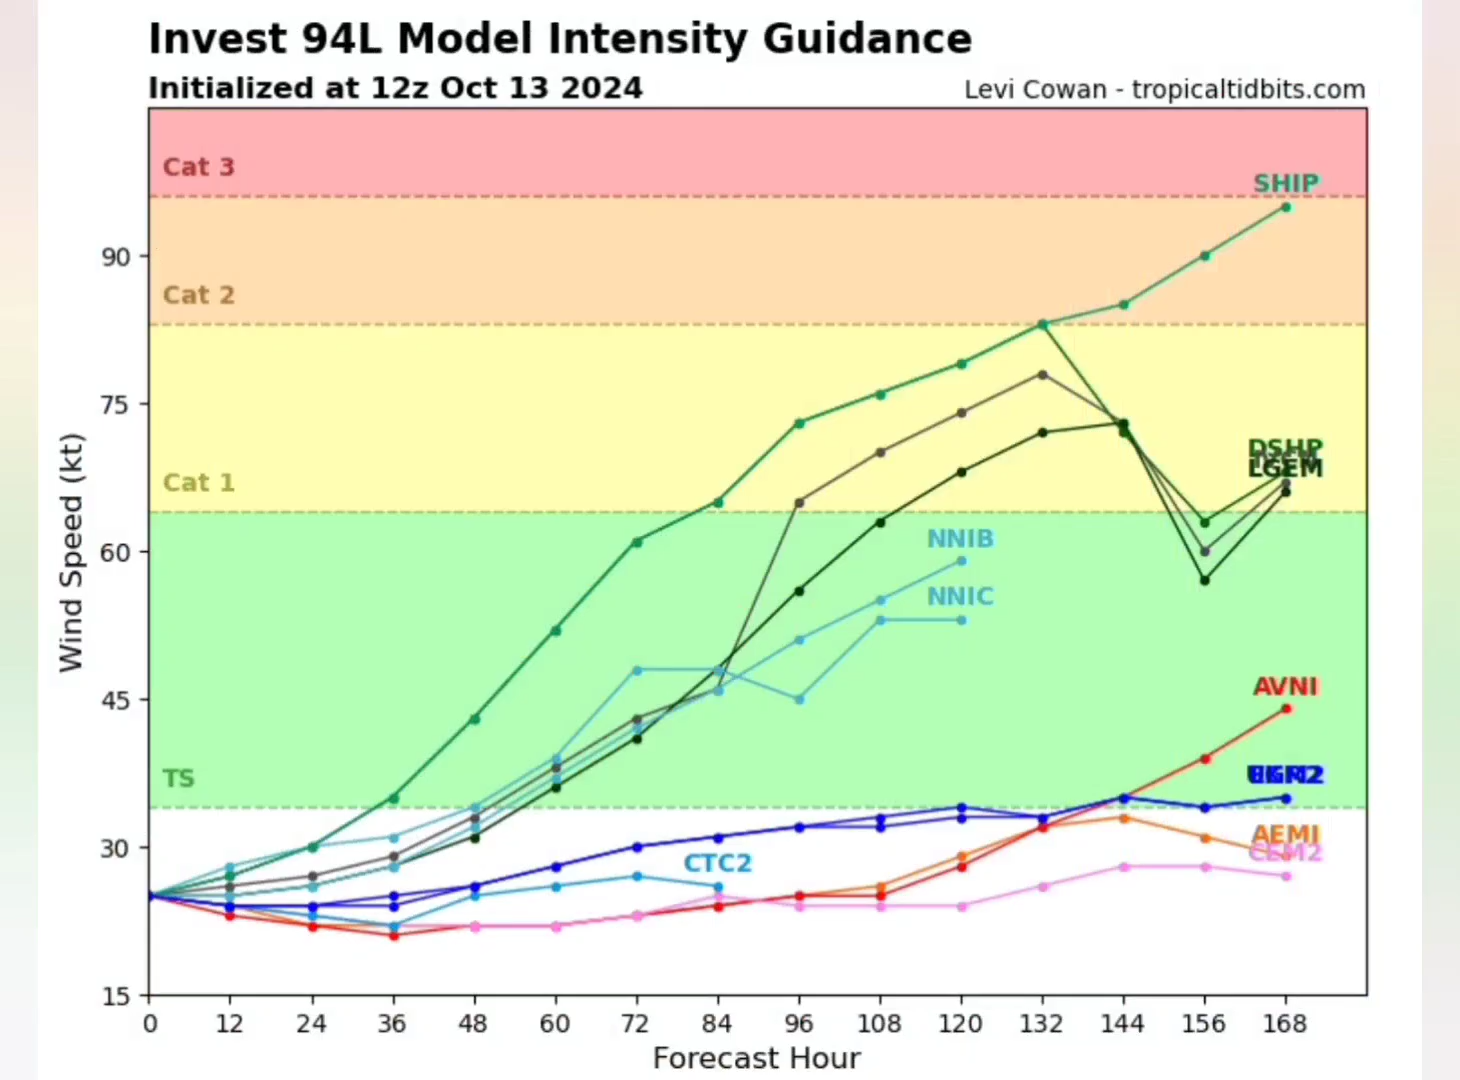 Invest 94L Model Intensity Guidance
Initialized at 12z Oct 13 2024
Levi Cowan - tropicaltidbits.com
Cat 3
SHIP
90
Cat 2
75
DSHP
LGEM
Cat 1
Wind Speed (kt)
60
NNIB
NNIC
45
AVNI
TS
30
AEMI
CEM2
CTC2
15
0 12 24 36 48 60 72 84 96 108 120 132 144 156 168
Forecast Hour